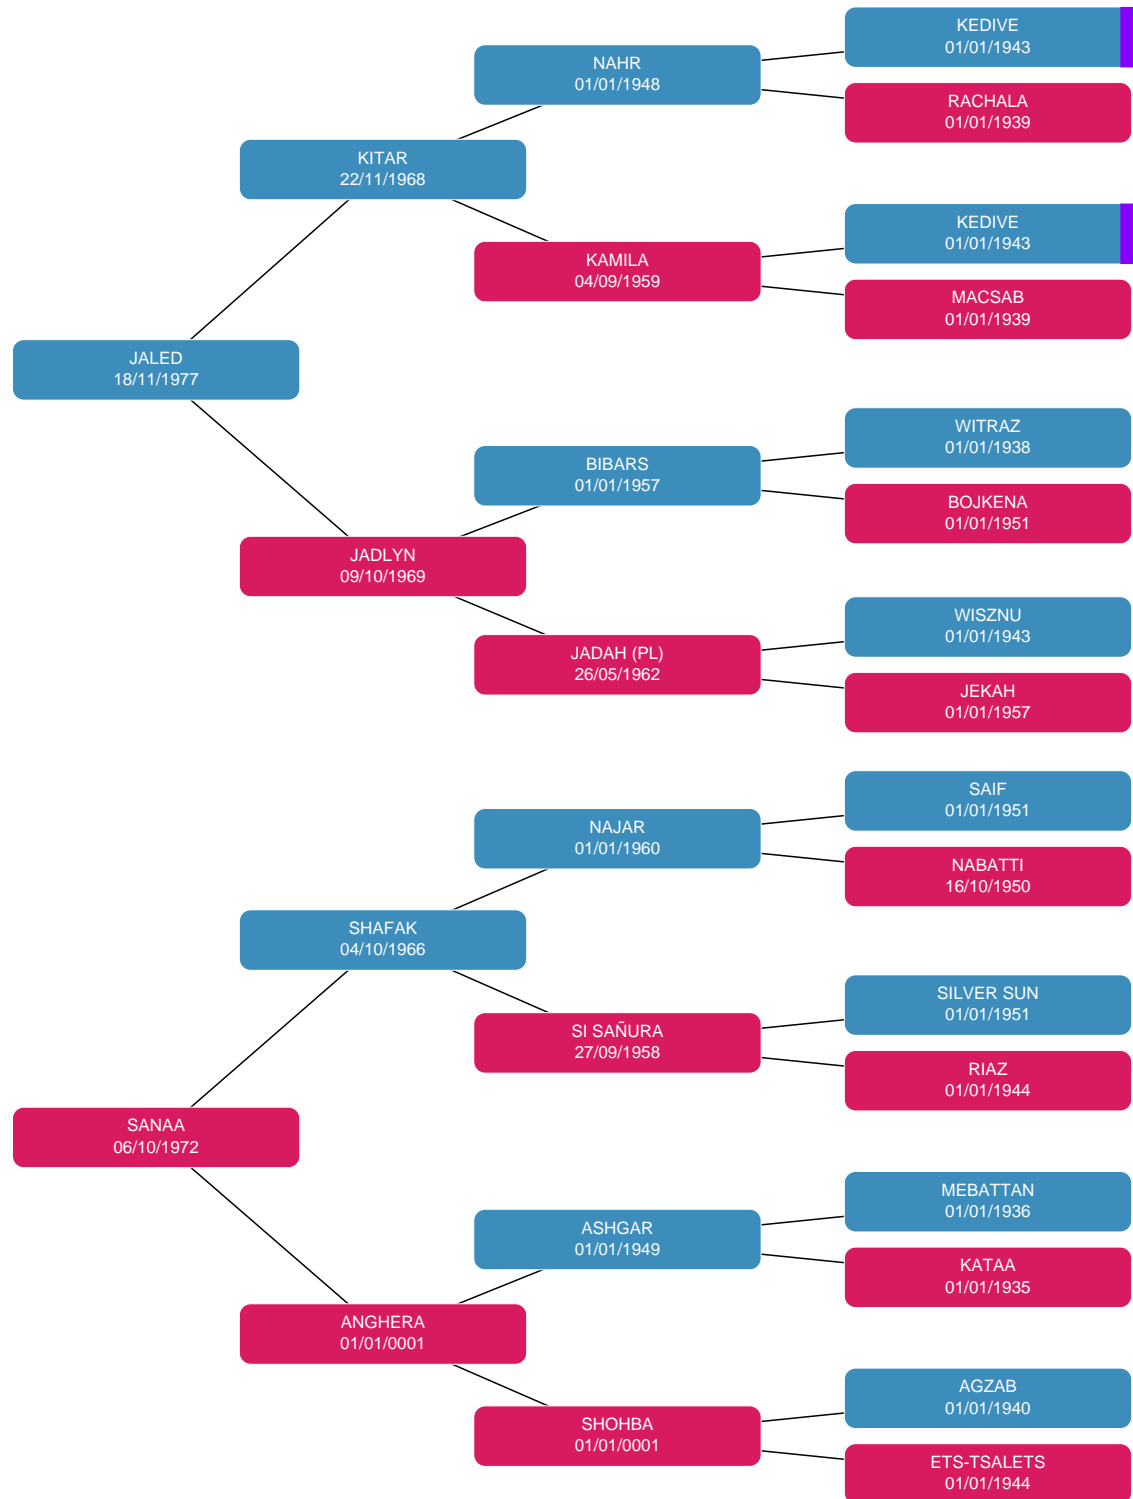 KEDIVE
01/01/1943
NAHR
01/01/1948
RACHALA
01/01/1939
KITAR
22/11/1968
KEDIVE
01/01/1943
KAMILA
04/09/1959
MACSAB
01/01/1939
JALED
18/11/1977
WITRAZ
01/01/1938
BIBARS
01/01/1957
BOJKENA
01/01/1951
JADLYN
09/10/1969
WISZNU
01/01/1943
JADAH (PL)
26/05/1962
JEKAH
01/01/1957
SAIF
01/01/1951
NAJAR
01/01/1960
NABATTI
16/10/1950
SHAFAK
04/10/1966
SILVER SUN
01/01/1951
SI SAÑURA
27/09/1958
RIAZ
01/01/1944
SANAA
06/10/1972
MEBATTAN
01/01/1936
ASHGAR
01/01/1949
KATAA
01/01/1935
ANGHERA
01/01/0001
AGZAB
01/01/1940
SHOHBA
01/01/0001
ETS-TSALETS
01/01/1944